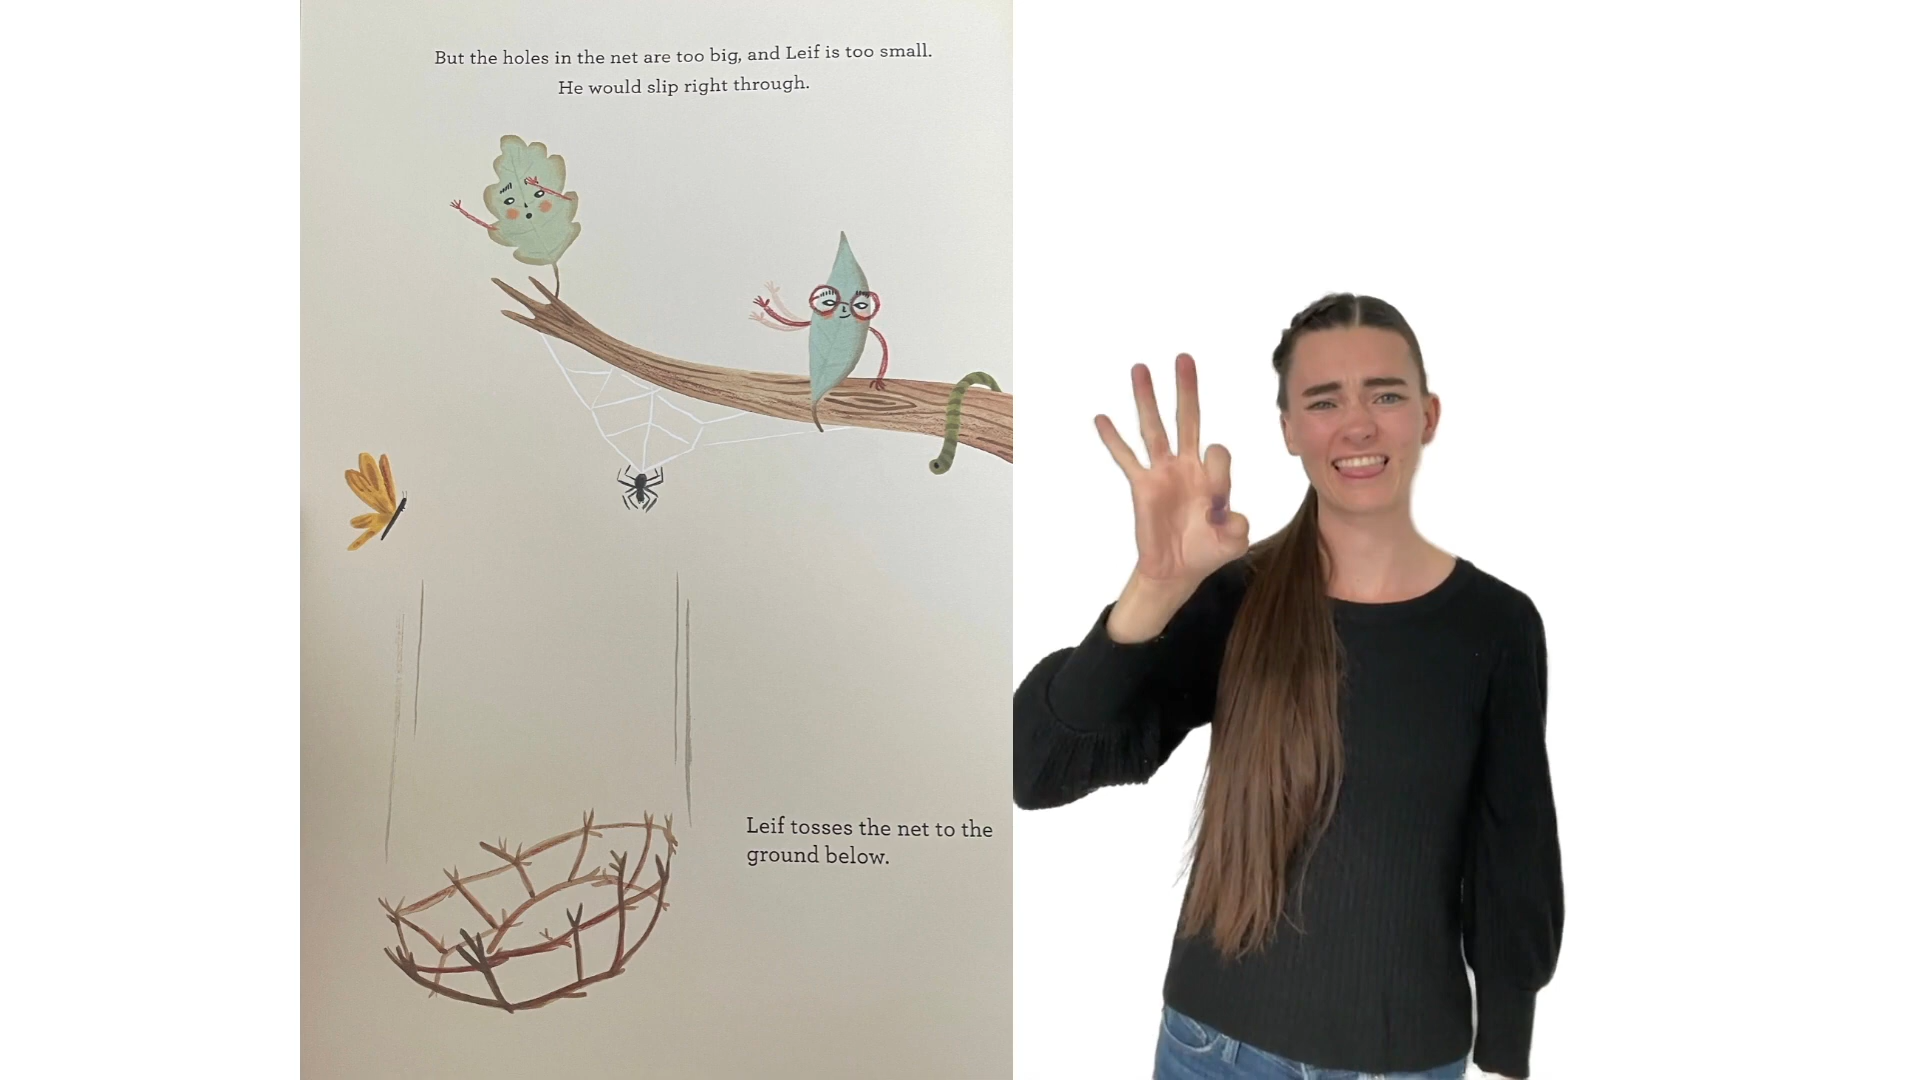 But the holes in the net are too big, and Leif is too small.
He would slip right through.
Leif tosses the net to the
ground below.